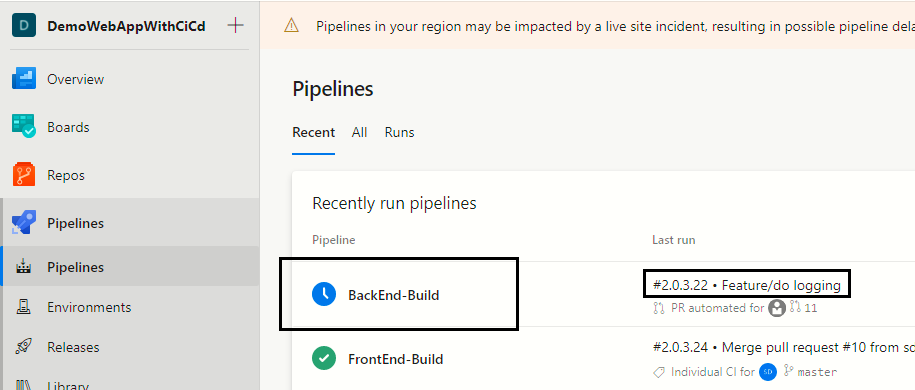 D DemoWebAppWithCiCd +
Pipelines in your region may be impacted by a live site incident, resulting in possible pipeline dela
Overview
Boards
Repos
Pipelines
Pipelines
Environments
Releases
Library
Pipelines
Recent All Runs
Recently run pipelines
Pipeline Last run
BackEnd-Build #2.0.3.22 • Feature/do logging
PR automated for 11
FrontEnd-Build #2.0.3.24 • Merge pull request #10 from sc
Individual CI for SD master